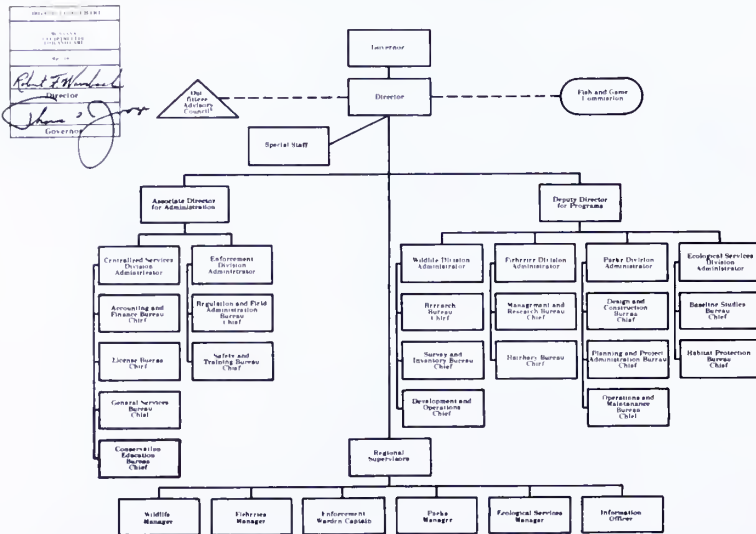 Robert F Wambach
Director
Governor
Governor
Director
Advisory
Council
Fish and Game
Commission
Special Staff
Associate Director
for Administration
Deputy Director
for Programs
Centralized Services
Division
Administrator
Enforcement
Division
Administrator
Wildlife Division
Administrator
Fisheries Division
Administrator
Parks Division
Administrator
Ecological Services
Division
Administrator
Accounting and
Finance Bureau
Chief
Regulation and Field
Administration
Bureau
Chief
Research
Bureau
Chief
Managment and
Research Bureau
Chief
Design and
Construction
Bureau
Chief
Baseline Studies
Bureau
Chief
License Bureau
Chief
Safety and
Training Bureau
Chief
Survey and
Inventory Bureau
Chief
Hatchery Bureau
Chief
Planning and Project
Administration Bureau
Chief
Habitat Protection
Bureau
Chief
General Services
Bureau
Chief
Development and
Operations
Chief
Operations and
Maintanance
Bureau
Chief
Conservation
Education
Bureau
Chief
Regional
Supervisors
Wildlife
Manager
Fisheries
Manager
Enforcement
Warden Captain
Parks
Manager
Ecological Services
Manager
Information
Officer